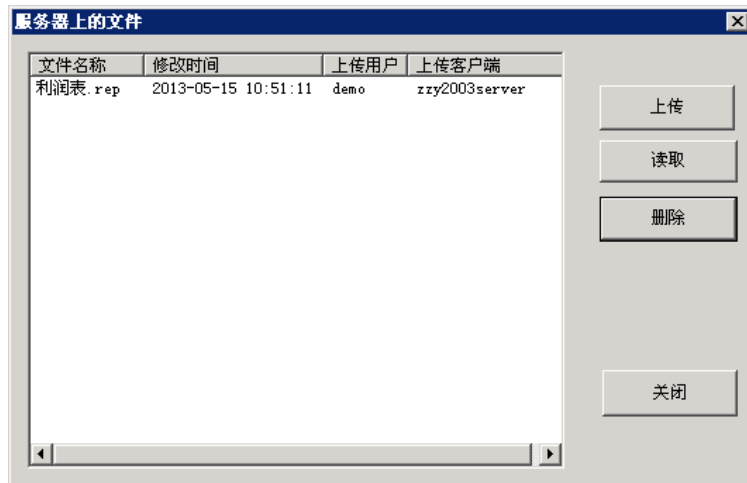 服务器上的文件
文件名称 修改时间 上传用户 上传客户端
利润表.rep 2013-05-15 10:51:11 demo zzy2003server
上传
读取
删除
关闭